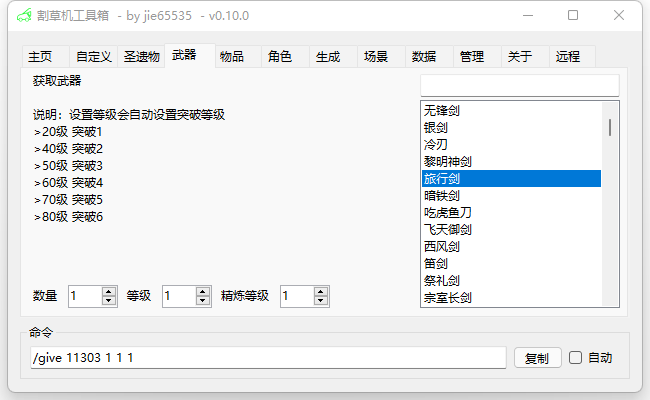 割草机工具箱 - by jie65535 - v0.10.0
主页 自定义 圣遗物 武器 物品 角色 生成 场景 数据 管理 关于 远程
获取武器
说明：设置等级会自动设置突破等级
>20级 突破1
>40级 突破2
>50级 突破3
>60级 突破4
>70级 突破5
>80级 突破6
无锋剑
银剑
冷刃
黎明神剑
旅行剑
暗铁剑
吃虎鱼刀
飞天御剑
西风剑
笛剑
祭礼剑
宗室长剑
数量 1 等级 1 精炼等级 1
命令
/give 11303 1 1 1 复制 自动